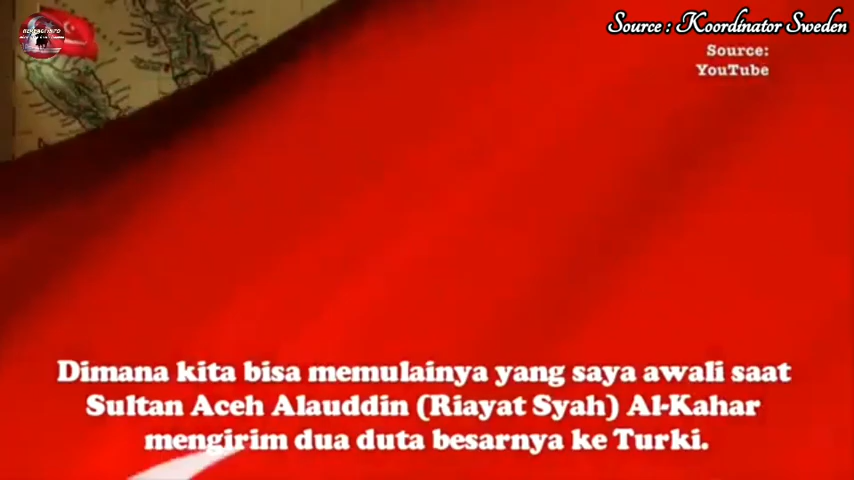 Source : Koordinator Sweden
Source:
YouTube
Dimana kita bisa memulainya yang saya awali saat
Sultan Aceh Alauddin (Riayat Syah) Al-Kahar
mengirim dua duta besarnya ke Turki.